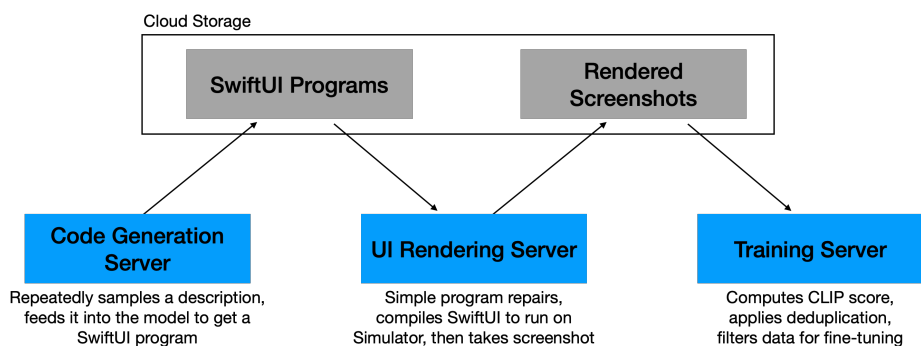 Cloud Storage
SwiftUI Programs
Rendered
Screenshots
Code Generation
Server
UI Rendering Server
Training Server
Repeatedly samples a description,
feeds it into the model to get a
SwiftUI program
Simple program repairs,
compiles SwiftUI to run on
Simulator, then takes screenshot
Computes CLIP score,
applies deduplication,
filters data for fine-tuning